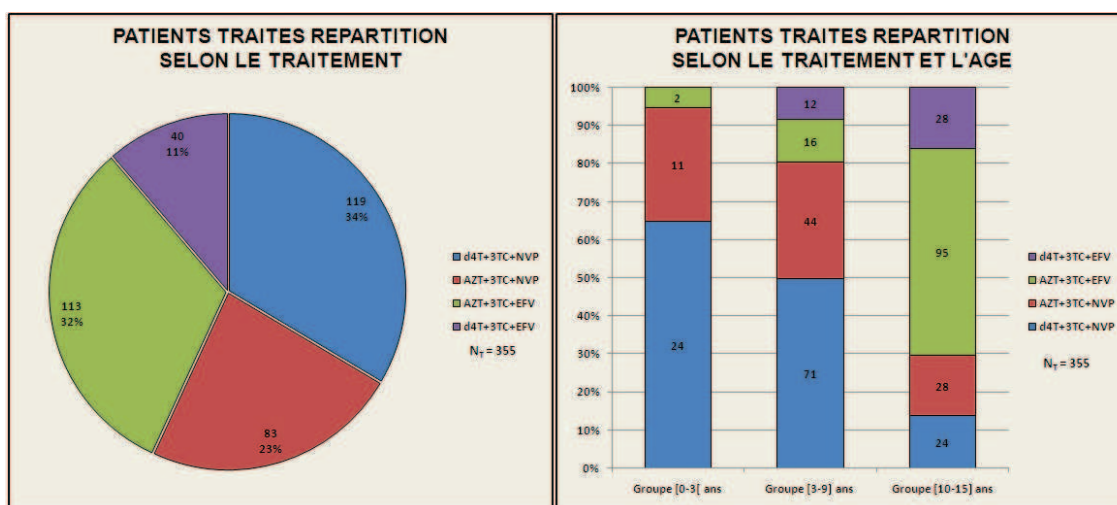 PATIENTS TRAITES REPARTITION
SELON LE TRAITEMENT
40
11%
119
34%
113
32%
83
23%
d4T+3TC+NVP
AZT+3TC+NVP
AZT+3TC+EFV
d4T+3TC+EFV
NT = 355
PATIENTS TRAITES REPARTITION
SELON LE TRAITEMENT ET L'AGE
100%
90%
80%
70%
60%
50%
40%
30%
20%
10%
0%
2
11
24
12
16
44
71
28
95
28
24
Groupe [0-3[ ans
Groupe [3-9] ans
Groupe [10-15] ans
d4T+3TC+EFV
AZT+3TC+EFV
AZT+3TC+NVP
d4T+3TC+NVP
NT = 355